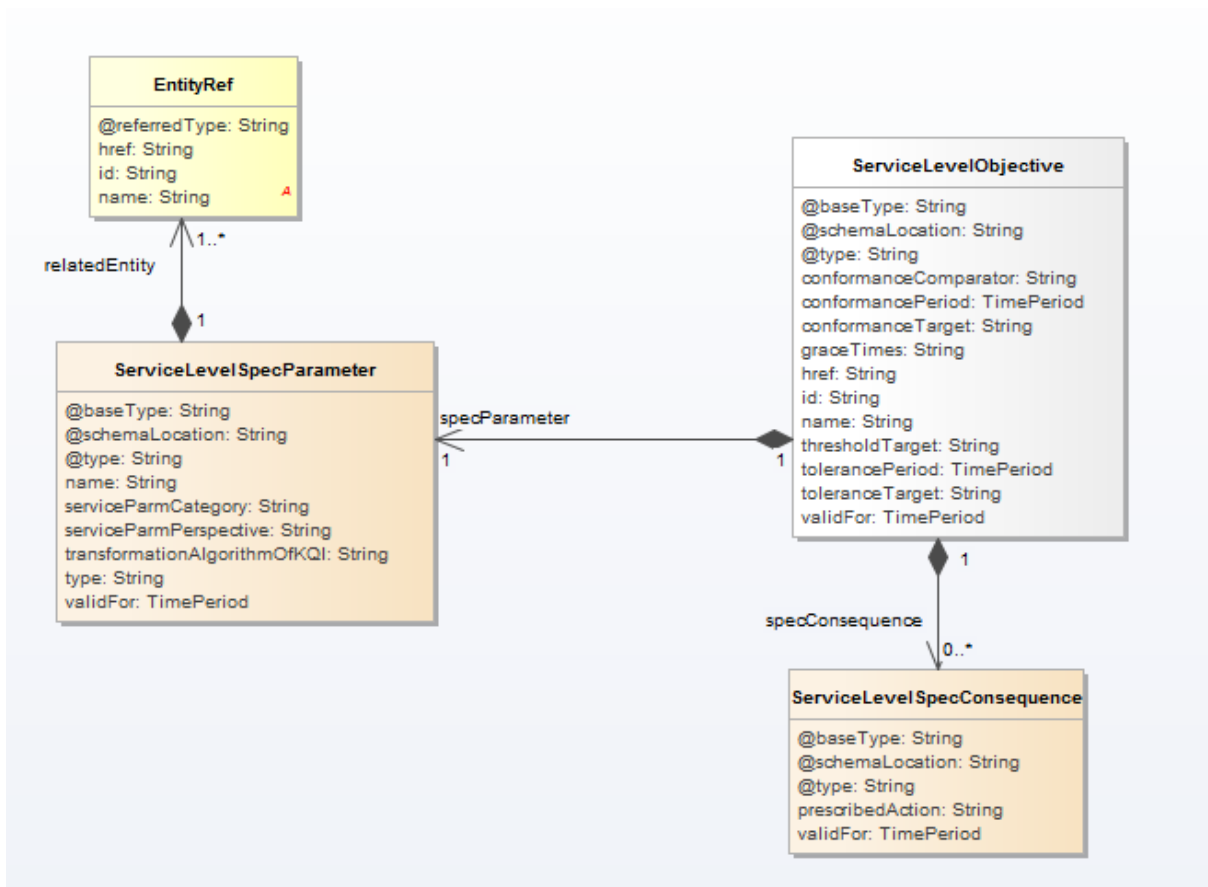 EntityRef
@referredType: String
href: String
id: String
name: String
A
1..*
relatedEntity
1
ServiceLevelSpecParameter
@baseType: String
@schemaLocation: String
@type: String
name: String
serviceParmCategory: String
serviceParmPerspective: String
transformationAlgorithmOfKQI: String
type: String
validFor: TimePeriod
specParameter
1
1
ServiceLevelObjective
@baseType: String
@schemaLocation: String
@type: String
conformanceComparator: String
conformancePeriod: TimePeriod
conformanceTarget: String
graceTimes: String
href: String
id: String
name: String
thresholdTarget: String
tolerancePeriod: TimePeriod
toleranceTarget: String
validFor: TimePeriod
1
specConsequence
0..*
ServiceLevelSpecConsequence
@baseType: String
@schemaLocation: String
@type: String
prescribedAction: String
validFor: TimePeriod